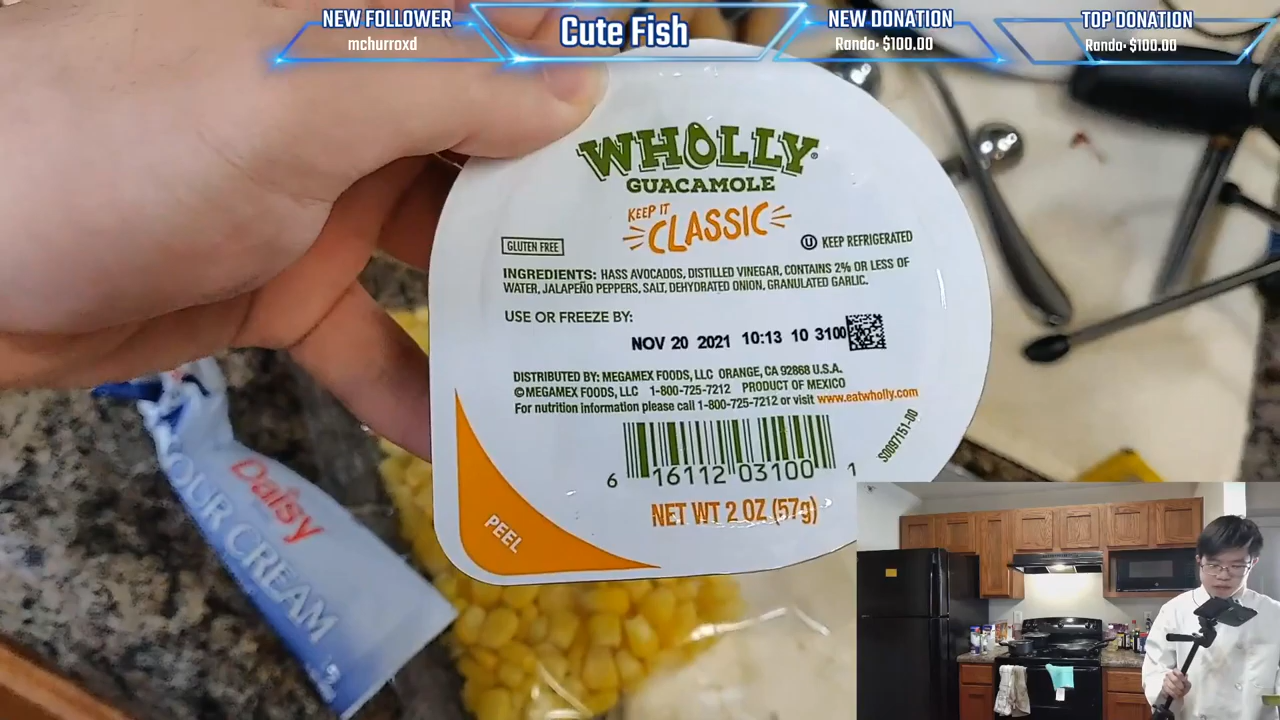 NEW FOLLOWER
mchurroxd
Cute Fish
NEW DONATION
Rando: $100.00
TOP DONATION
Rando: $100.00
WHOLLY®
GUACAMOLE
KEEP IT
CLASSIC
GLUTEN FREE
U KEEP REFRIGERATED
INGREDIENTS: HASS AVOCADOS, DISTILLED VINEGAR, CONTAINS 2% OR LESS OF
WATER, JALAPEÑO PEPPERS, SALT, DEHYDRATED ONION, GRANULATED GARLIC.
USE OR FREEZE BY:
NOV 20 2021 10:13 10 3100
DISTRIBUTED BY: MEGAMEX FOODS, LLC ORANGE, CA 92868 U.S.A.
©MEGAMEX FOODS, LLC 1-800-725-7212 PRODUCT OF MEXICO
For nutrition information please call 1-800-725-7212 or visit www.eatwholly.com
S0097151-00
6 16112 03100 1
NET WT 2 OZ (57g)
PEEL
Daisy
OUR CREAM